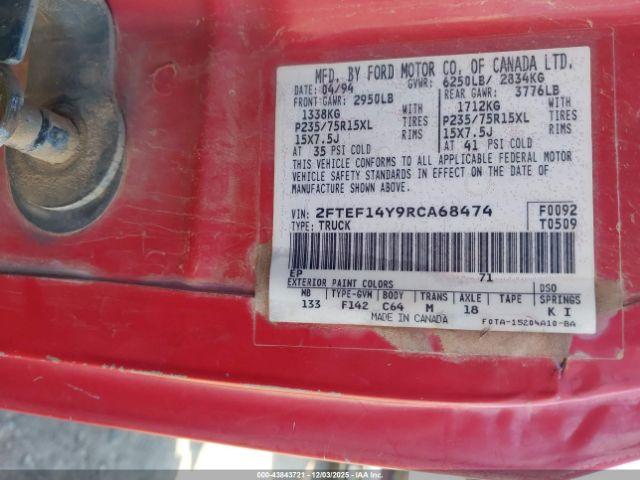 MFD. BY FORD MOTOR CO. OF CANADA LTD.
DATE: 04/94 GVWR: 6250LB/ 2834KG
FRONT GAWR: 2950LB REAR GAWR: 3776LB
1338KG WITH 1712KG WITH
P235/75R15XL TIRES P235/75R15XL TIRES
15X7.5J RIMS 15X7.5J RIMS
AT 35 PSI COLD AT 41 PSI COLD
THIS VEHICLE CONFORMS TO ALL APPLICABLE FEDERAL MOTOR
VEHICLE SAFETY STANDARDS IN EFFECT ON THE DATE OF
MANUFACTURE SHOWN ABOVE.
VIN: 2FTEF14Y9RCA68474 F0092
TYPE: TRUCK T0509
EP 71
EXTERIOR PAINT COLORS DSO
WB TYPE-GVW BODY TRANS AXLE TAPE SPRINGS
133 F142 C64 M 18 K I
MADE IN CANADA F0TA-15204A10-BA
000-43843721 - 12/03/2025 - IAAI.COM